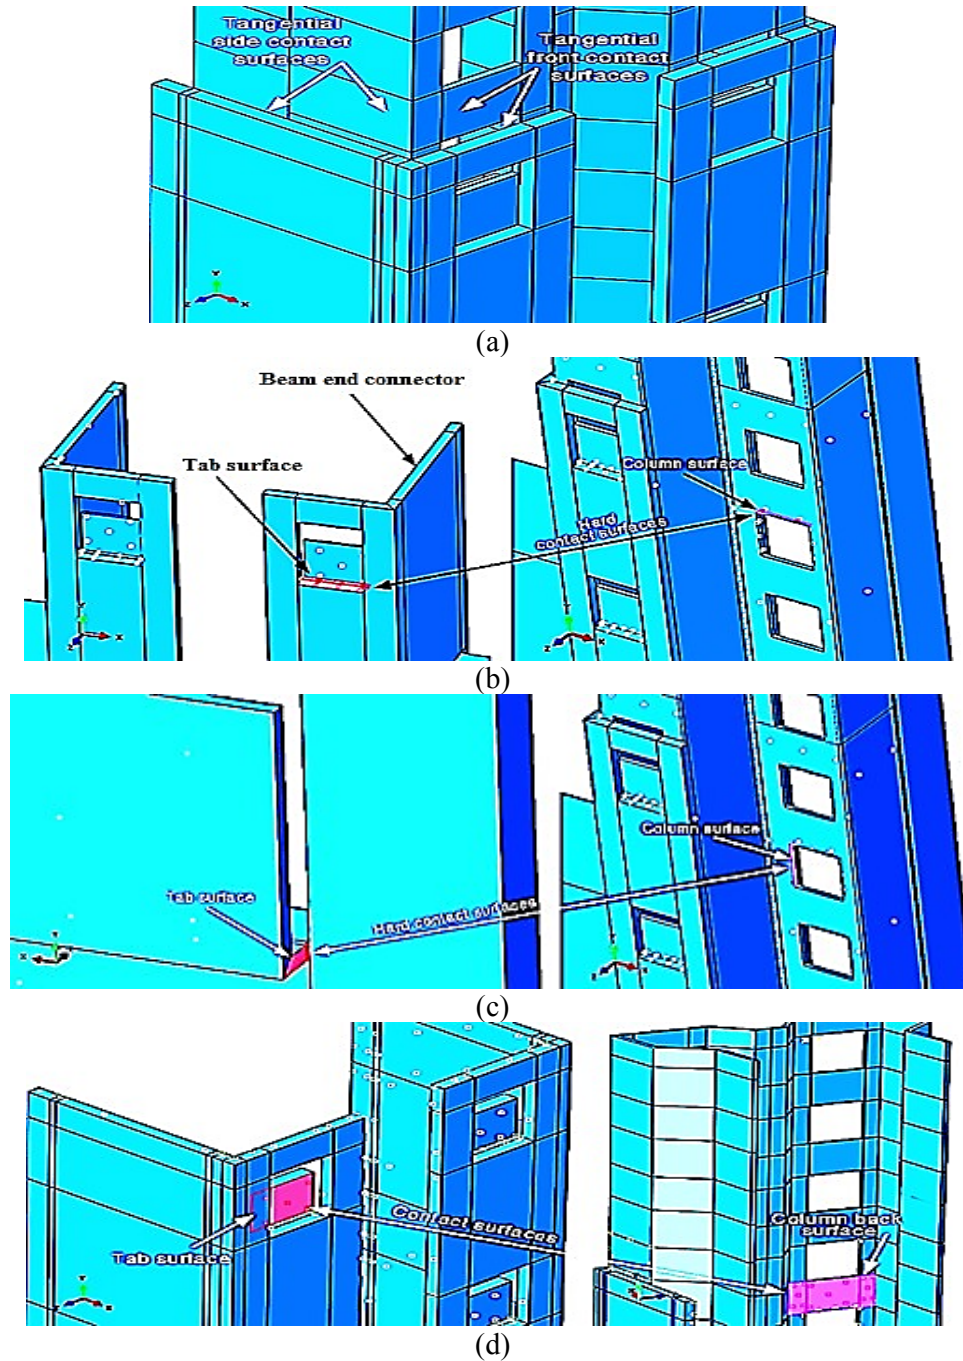 Tangential
side contact
surfaces
Tangential
front contact
surfaces
Y
Z
X
(a)
Beam end connector
Tab surface
Column surface
Hard
contact surfaces
Y
Z
X
Y
(b)
Tab surface
Hard contact surfaces
Column surface
Y
X
Y
(c)
Tab surface
Contact surfaces
Column back
surface
Y
(d)